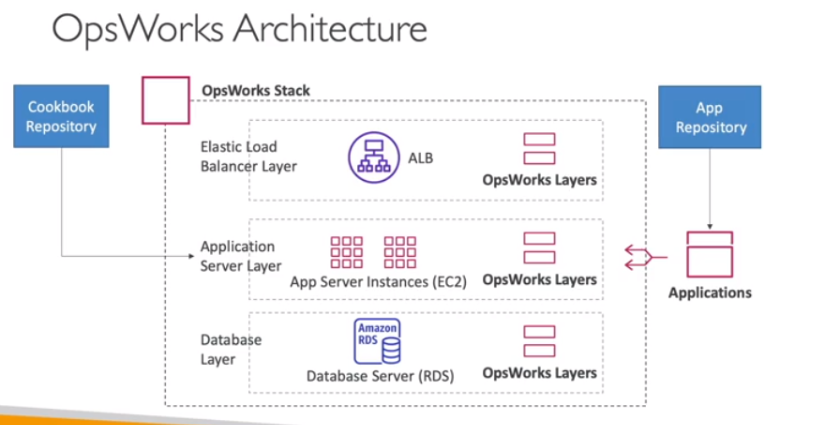 OpsWorks Architecture
Cookbook
Repository
OpsWorks Stack
App
Repository
Elastic Load
Balancer Layer
ALB
OpsWorks Layers
Application
Server Layer
App Server Instances (EC2)
OpsWorks Layers
Applications
Database
Layer
Amazon
RDS
Database Server (RDS)
OpsWorks Layers